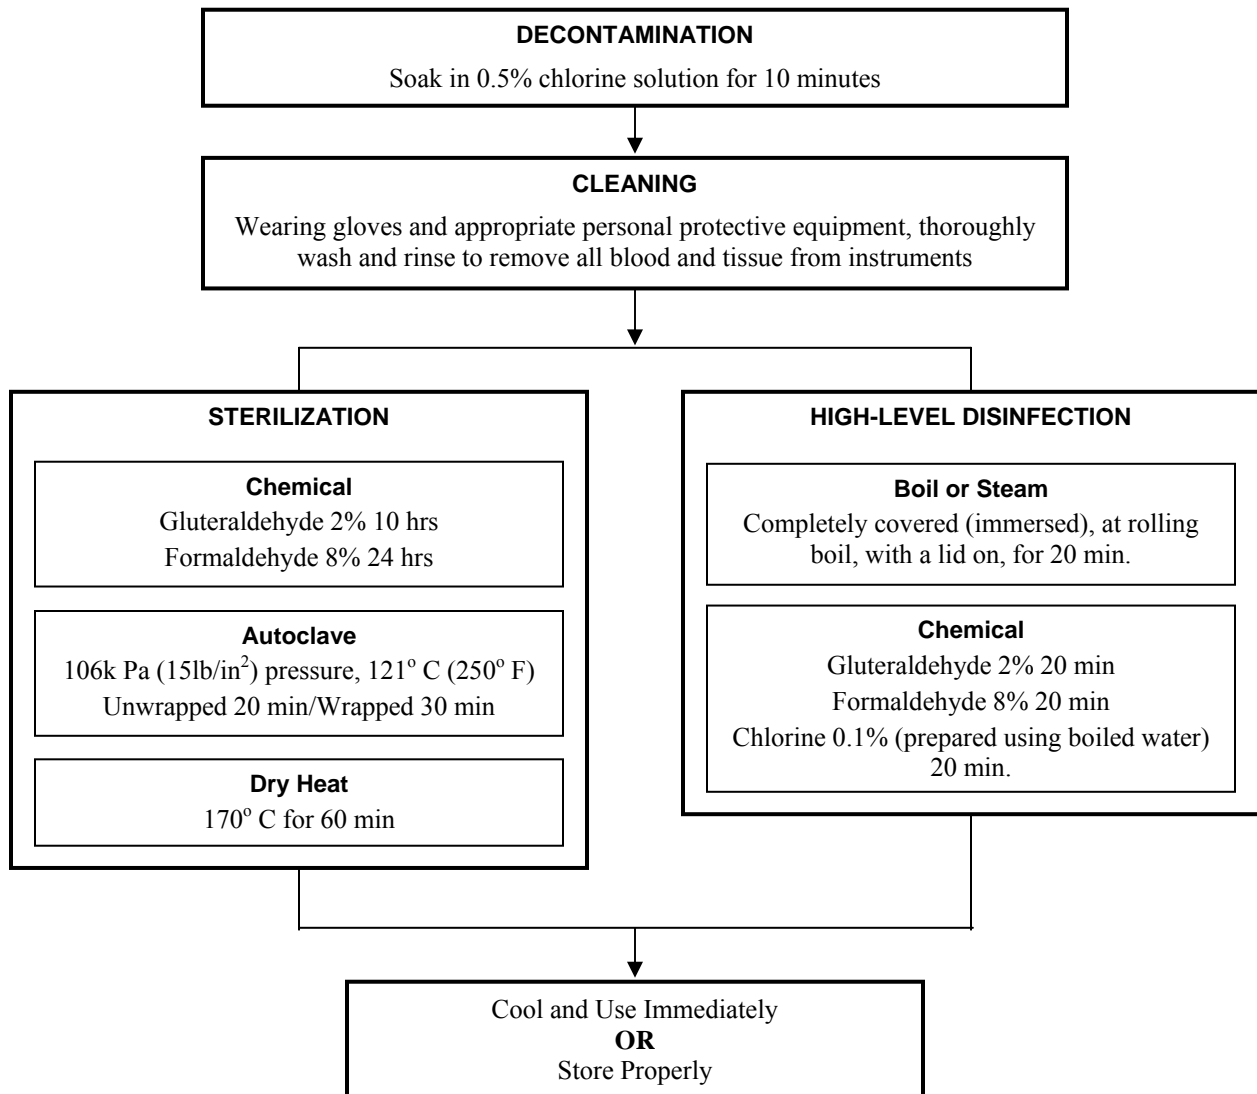 DECONTAMINATION
Soak in 0.5% chlorine solution for 10 minutes
CLEANING
Wearing gloves and appropriate personal protective equipment, thoroughly
wash and rinse to remove all blood and tissue from instruments
STERILIZATION
Chemical
Gluteraldehyde 2% 10 hrs
Formaldehyde 8% 24 hrs
Autoclave
106k Pa (15lb/in²) pressure, 121° C (250° F)
Unwrapped 20 min/Wrapped 30 min
Dry Heat
170° C for 60 min
HIGH-LEVEL DISINFECTION
Boil or Steam
Completely covered (immersed), at rolling
boil, with a lid on, for 20 min.
Chemical
Gluteraldehyde 2% 20 min
Formaldehyde 8% 20 min
Chlorine 0.1% (prepared using boiled water)
20 min.
Cool and Use Immediately
OR
Store Properly